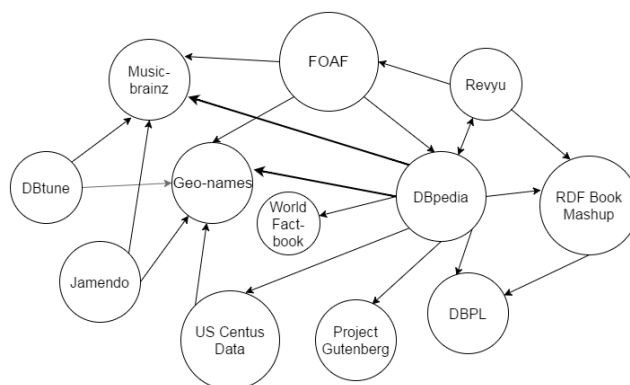 FOAF
Music-
brainz
Revyu
DBtune
Geo-names
DBpedia
RDF Book
Mashup
World
Fact-
book
Jamendo
US Centus
Data
Project
Gutenberg
DBPL